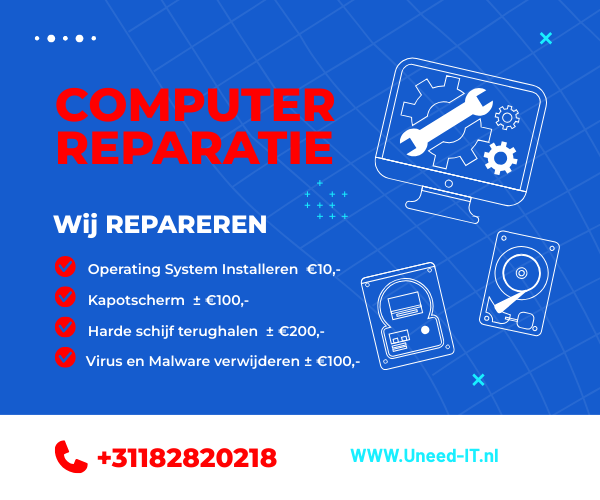 COMPUTER
REPARATIE
Wij REPAREREN
Operating System Installeren €10,-
Kapotscherm ± €100,-
Harde schijf terughalen ± €200,-
Virus en Malware verwijderen ± €100,-
+31182820218
WWW.Uneed-IT.nl